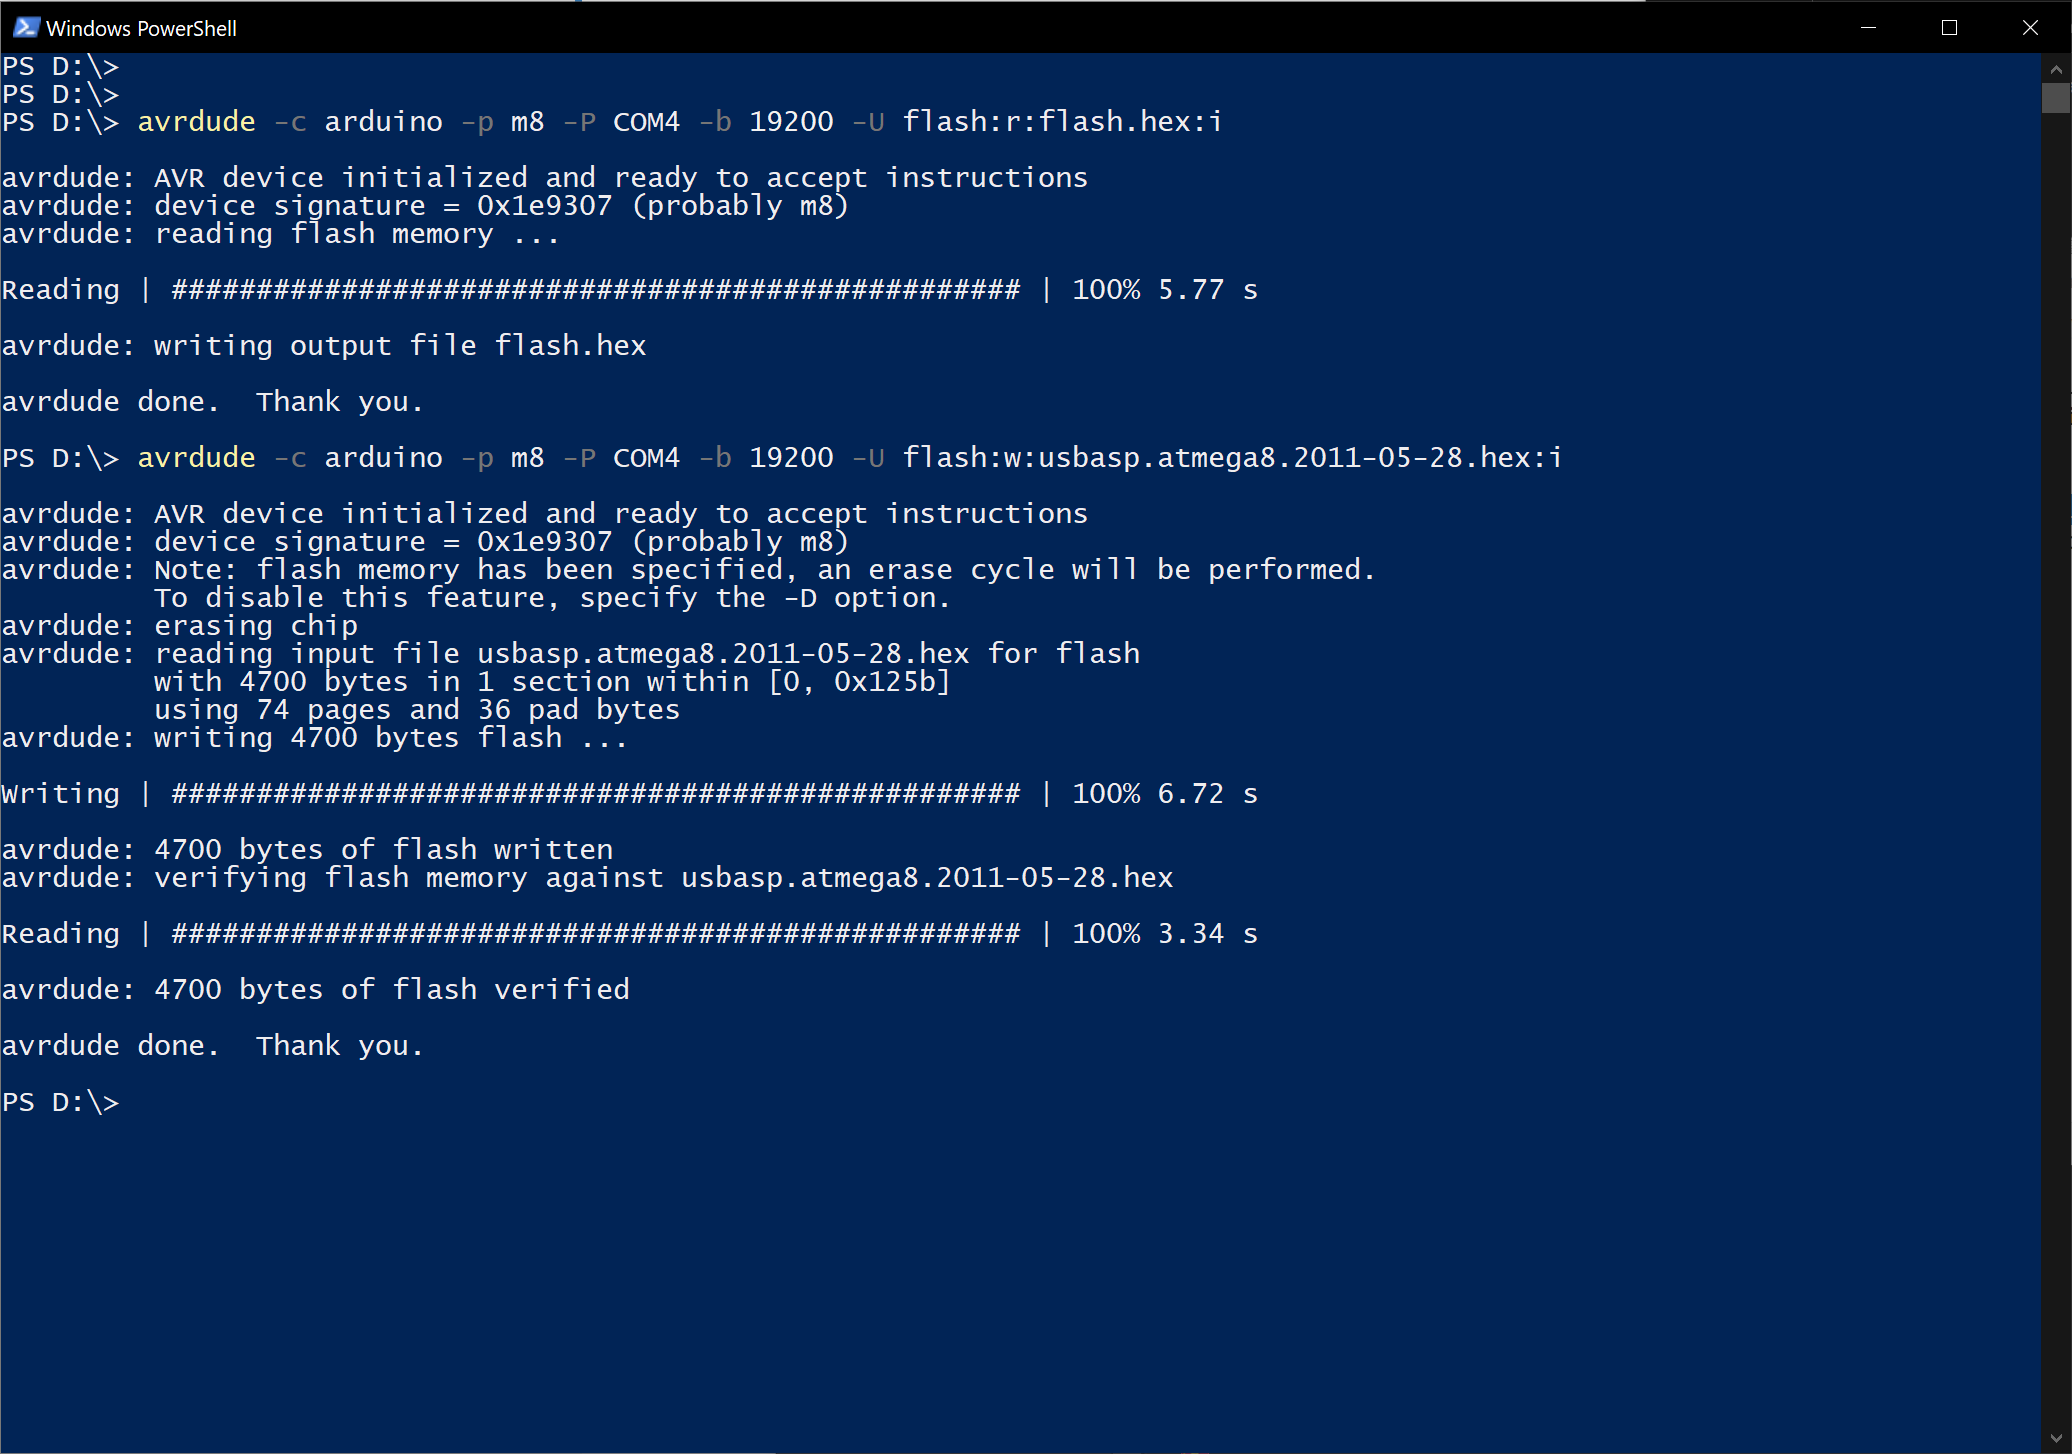 Windows PowerShell
PS D:\>
PS D:\>
PS D:\> avrdude -c arduino -p m8 -P COM4 -b 19200 -U flash:r:flash.hex:i
avrdude: AVR device initialized and ready to accept instructions
avrdude: device signature = 0x1e9307 (probably m8)
avrdude: reading flash memory ...
Reading | ################################################## | 100% 5.77 s
avrdude: writing output file flash.hex
avrdude done.  Thank you.
PS D:\> avrdude -c arduino -p m8 -P COM4 -b 19200 -U flash:w:usbasp.atmega8.2011-05-28.hex:i
avrdude: AVR device initialized and ready to accept instructions
avrdude: device signature = 0x1e9307 (probably m8)
avrdude: Note: flash memory has been specified, an erase cycle will be performed.
         To disable this feature, specify the -D option.
avrdude: erasing chip
avrdude: reading input file usbasp.atmega8.2011-05-28.hex for flash
         with 4700 bytes in 1 section within [0, 0x125b]
         using 74 pages and 36 pad bytes
avrdude: writing 4700 bytes flash ...
Writing | ################################################## | 100% 6.72 s
avrdude: 4700 bytes of flash written
avrdude: verifying flash memory against usbasp.atmega8.2011-05-28.hex
Reading | ################################################## | 100% 3.34 s
avrdude: 4700 bytes of flash verified
avrdude done.  Thank you.
PS D:\>